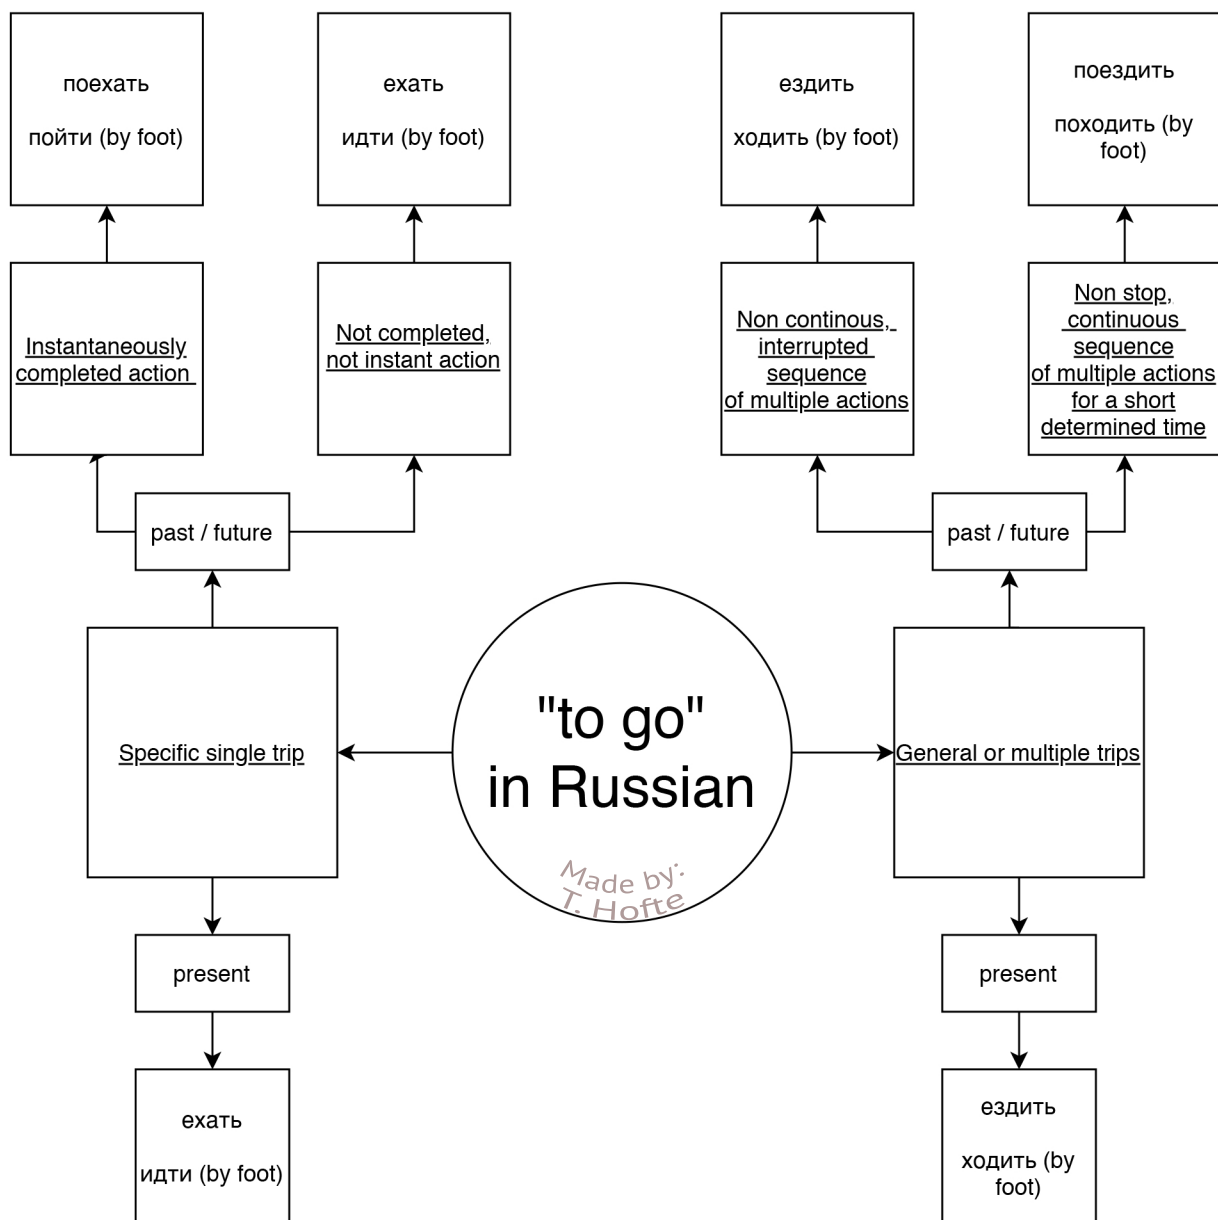 поехать
пойти (by foot)
ехать
идти (by foot)
ездить
ходить (by foot)
поездить
походить (by
foot)
Instantaneously
completed action
Not completed,
not instant action
Non continous,
interrupted
sequence
of multiple actions
Non stop,
continuous
sequence
of multiple actions
for a short
determined time
past / future
past / future
Specific single trip
"to go"
in Russian
Made by:
T. Hofte
General or multiple trips
present
present
ехать
идти (by foot)
ездить
ходить (by
foot)